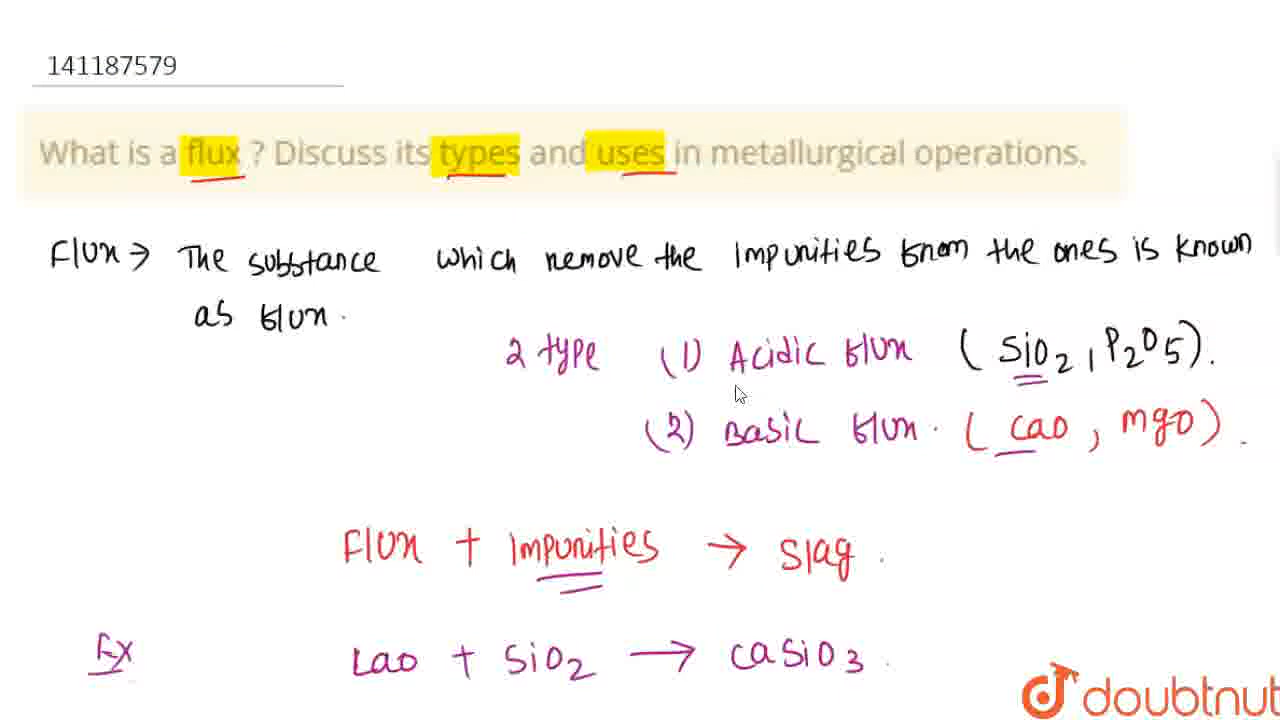 141187579
What is a flux ? Discuss its types and uses in metallurgical operations.
Flux → The substance which remove the Impurities from the ores is known
as flux.
2 type (1) Acidic flux (SiO2, P2O5).
(2) Basic flux. (CaO, MgO).
Flux + Impurities → Slag.
Ex CaO + SiO2 → CaSiO3.
doubtnut